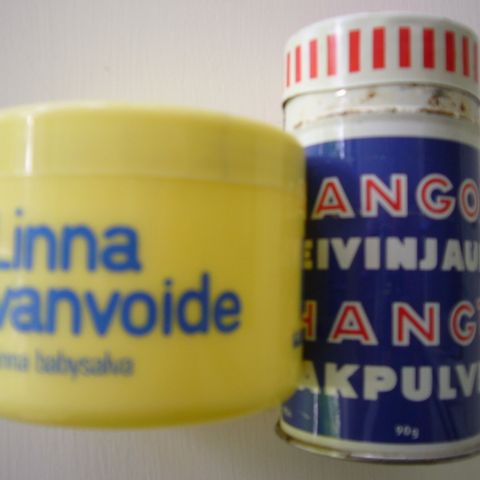 Linna
vanvoide
nna babysalva
ANGO
EIVINJAU
HANG
AKPULV
90g